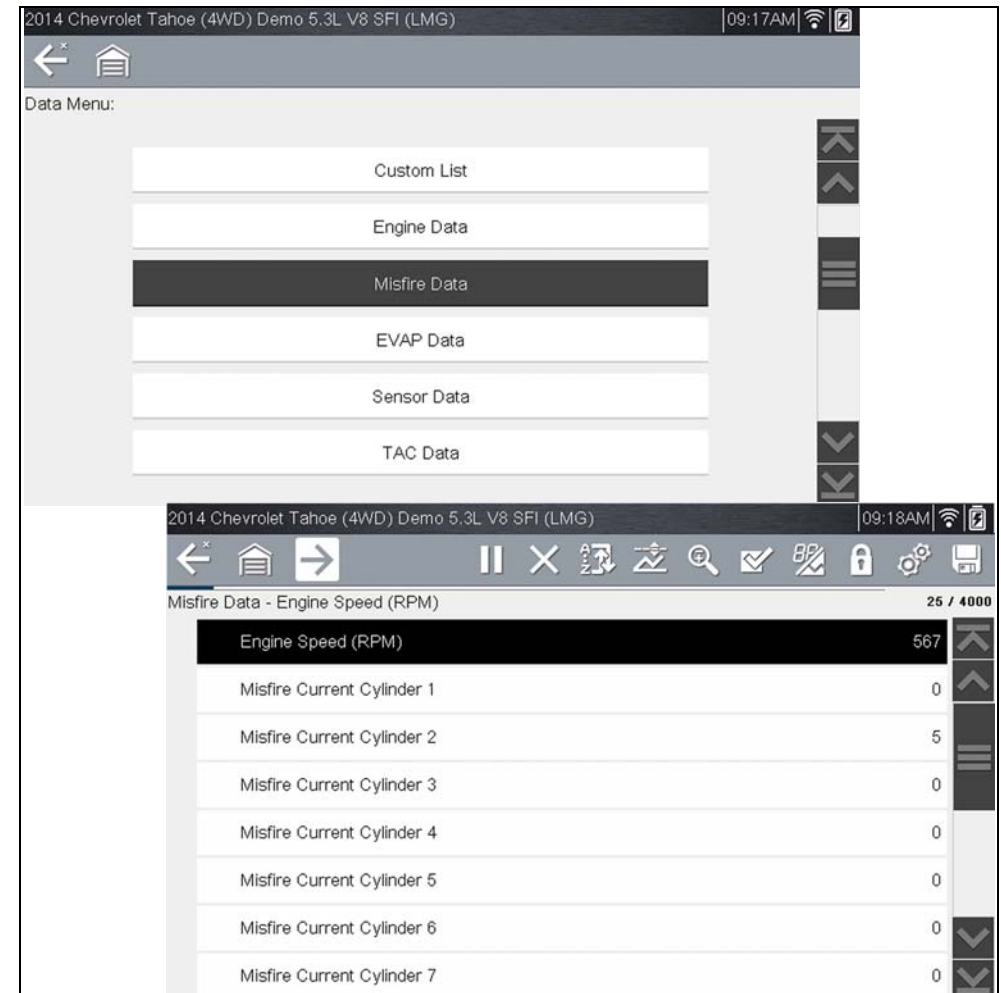 2014 Chevrolet Tahoe (4WD) Demo 5.3L V8 SFI (LMG) 09:17AM
Data Menu:
Custom List
Engine Data
Misfire Data
EVAP Data
Sensor Data
TAC Data
2014 Chevrolet Tahoe (4WD) Demo 5.3L V8 SFI (LMG) 09:18AM
Misfire Data - Engine Speed (RPM) 25 / 4000
Engine Speed (RPM) 567
Misfire Current Cylinder 1 0
Misfire Current Cylinder 2 5
Misfire Current Cylinder 3 0
Misfire Current Cylinder 4 0
Misfire Current Cylinder 5 0
Misfire Current Cylinder 6 0
Misfire Current Cylinder 7 0